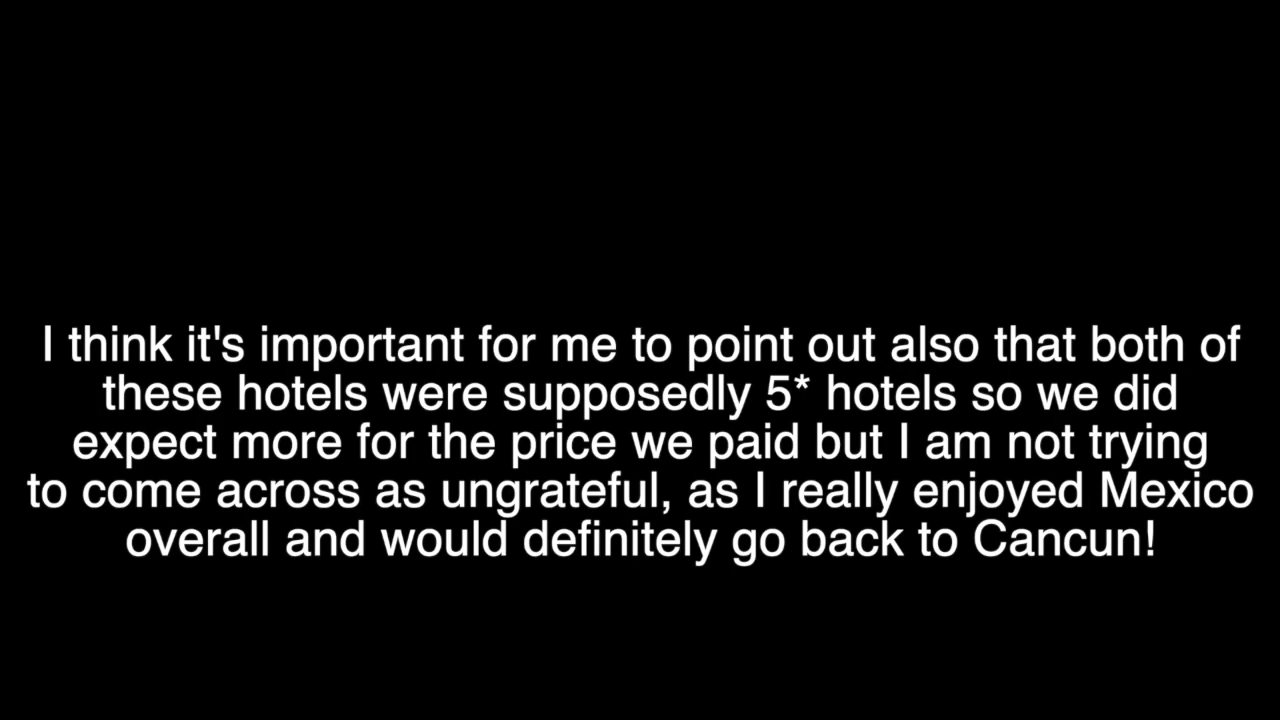 I think it's important for me to point out also that both of
these hotels were supposedly 5* hotels so we did
expect more for the price we paid but I am not trying
to come across as ungrateful, as I really enjoyed Mexico
overall and would definitely go back to Cancun!